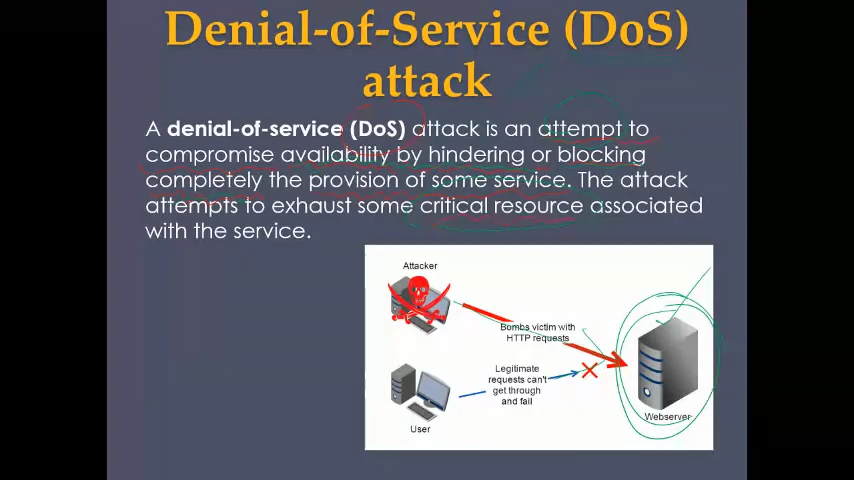 Denial-of-Service (DoS)
attack
A denial-of-service (DoS) attack is an attempt to
compromise availability by hindering or blocking
completely the provision of some service. The attack
attempts to exhaust some critical resource associated
with the service.
Attacker
Bombs victim with
HTTP requests
Legitimate
requests can't
get through
and fail
User
Webserver